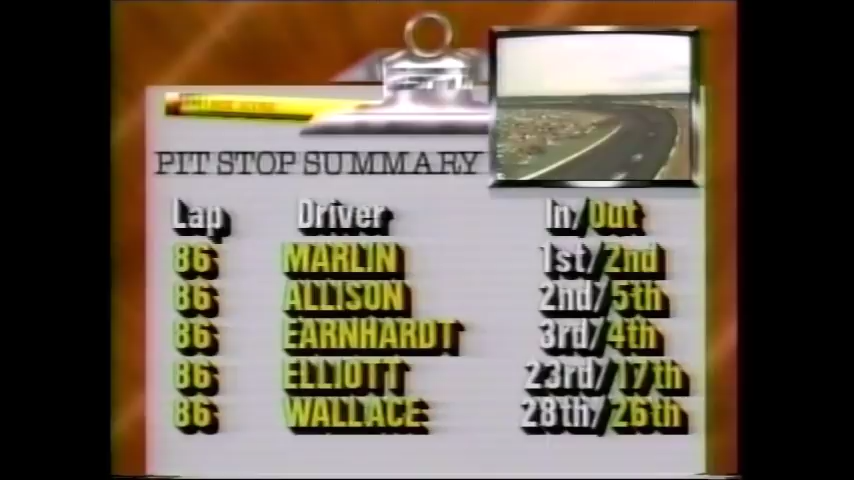 PIT STOP SUMMARY
Lap Driver In/Out
86 MARLIN 1st/2nd
86 ALLISON 2nd/5th
86 EARNHARDT 3rd/4th
86 ELLIOTT 23rd/17th
86 WALLACE 28th/26th